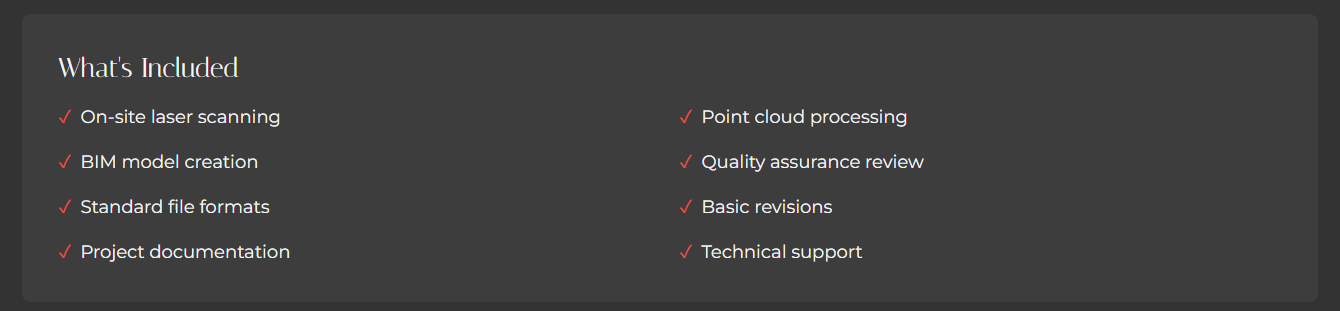 What's Included
✓ On-site laser scanning
✓ Point cloud processing
✓ BIM model creation
✓ Quality assurance review
✓ Standard file formats
✓ Basic revisions
✓ Project documentation
✓ Technical support